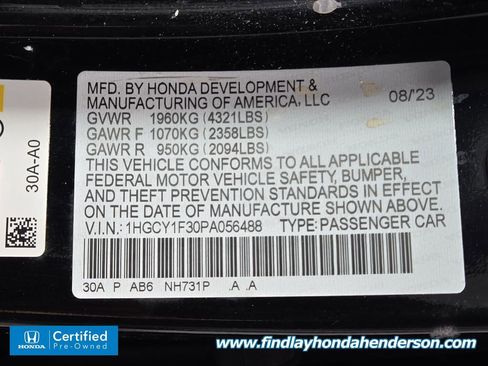 MFD. BY HONDA DEVELOPMENT &
MANUFACTURING OF AMERICA, LLC 08/'23
GVWR 1960KG (4321LBS)
GAWR F 1070KG (2358LBS)
GAWR R 950KG (2094LBS)
THIS VEHICLE CONFORMS TO ALL APPLICABLE
FEDERAL MOTOR VEHICLE SAFETY, BUMPER,
AND THEFT PREVENTION STANDARDS IN EFFECT
ON THE DATE OF MANUFACTURE SHOWN ABOVE.
V.I.N.: 1HGCY1F30PA056488 TYPE: PASSENGER CAR
30A P AB6 NH731P .A .A
30A-A0
HONDA
Certified
Pre-Owned
www.findlayhondahenderson.com